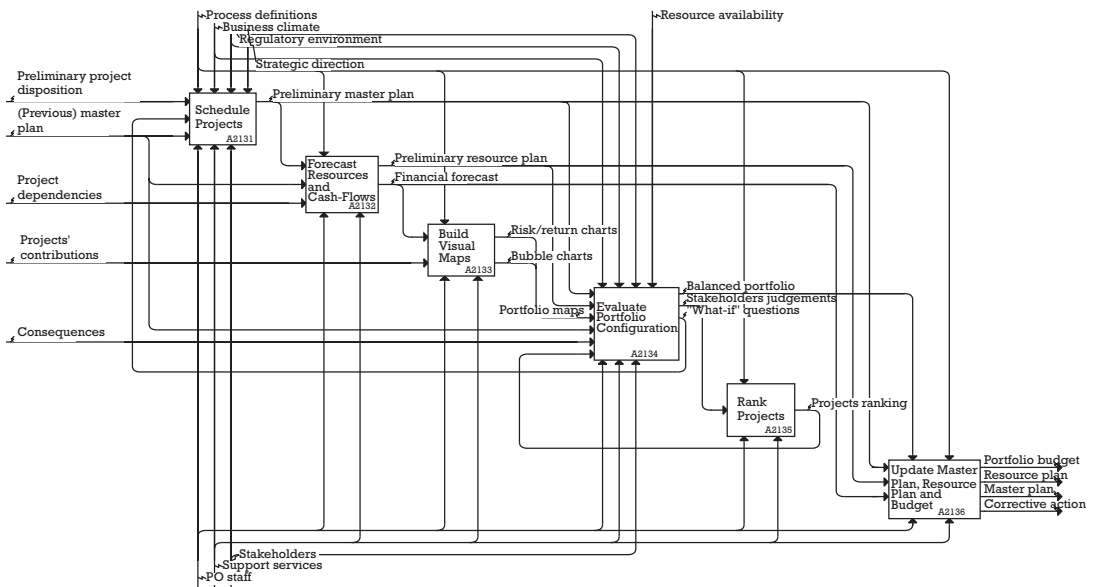 Process definitions
Resource availability
Business climate
Regulatory environment
Strategic direction
Preliminary project
disposition
Preliminary master plan
(Previous) master
plan
Schedule
Projects
A2131
Forecast
Resources
and
Cash-Flows
A2132
Preliminary resource plan
Financial forecast
Project
dependencies
Build
Visual
Maps
A2133
Risk/return charts
Bubble charts
Projects'
contributions
Portfolio maps
Evaluate
Portfolio
Configuration
A2134
Balanced portfolio
Stakeholders judgements
"What-if" questions
Consequences
Rank
Projects
A2135
Projects ranking
Update Master
Plan, Resource
Plan and
Budget
A2136
Portfolio budget
Resource plan
Master plan
Corrective action
Stakeholders
Support services
PO staff